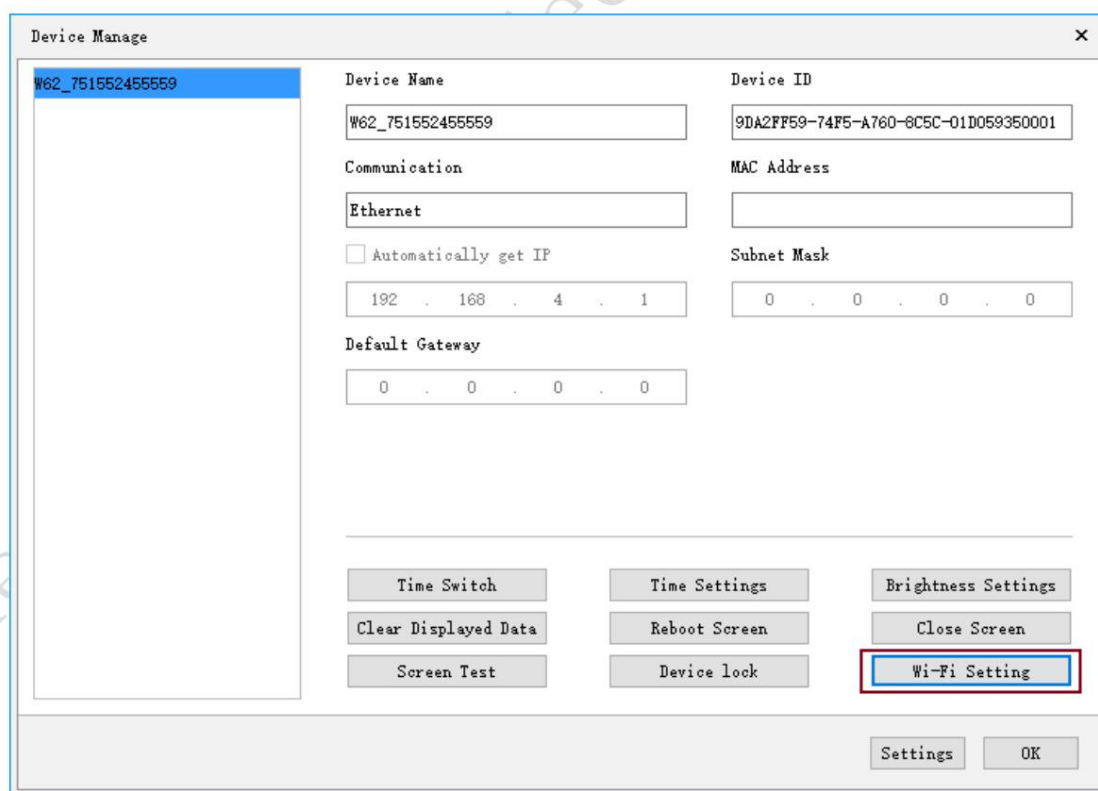 Device Manage
W62_751552455559
Device Name
Device ID
W62_751552455559
9DA2FF59-74F5-A760-8C5C-01D059350001
Communication
MAC Address
Ethernet
Automatically get IP
Subnet Mask
192 . 168 . 4 . 1
0 . 0 . 0 . 0
Default Gateway
0 . 0 . 0 . 0
Time Switch
Time Settings
Brightness Settings
Clear Displayed Data
Reboot Screen
Close Screen
Screen Test
Device lock
Wi-Fi Setting
Settings
OK